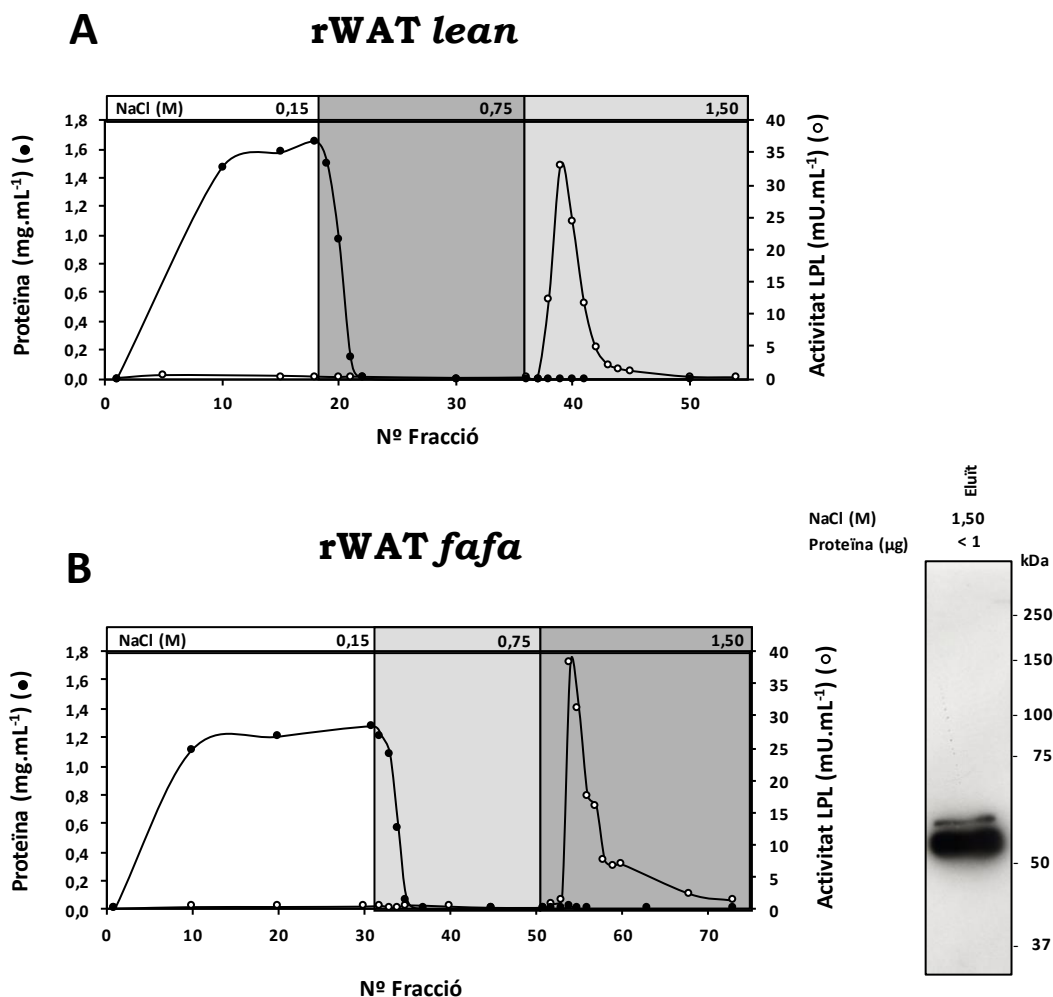 A
rWAT lean
NaCl (M) 0,15 0,75 1,50
Proteïna (mg.mL-1) (●)
1,8
1,6
1,4
1,2
1,0
0,8
0,6
0,4
0,2
0,0
40
35
30
25
20
15
10
5
0
Activitat LPL (mU.mL-1) (○)
0 10 20 30 40 50
Nº Fracció
B
rWAT fafa
NaCl (M) 0,15 0,75 1,50
Proteïna (mg.mL-1) (●)
1,8
1,6
1,4
1,2
1,0
0,8
0,6
0,4
0,2
0,0
40
35
30
25
20
15
10
5
0
Activitat LPL (mU.mL-1) (○)
0 10 20 30 40 50 60 70
Nº Fracció
Eluït
NaCl (M) 1,50
Proteïna (µg) < 1
kDa
- 250
- 150
- 100
- 75
- 50
- 37